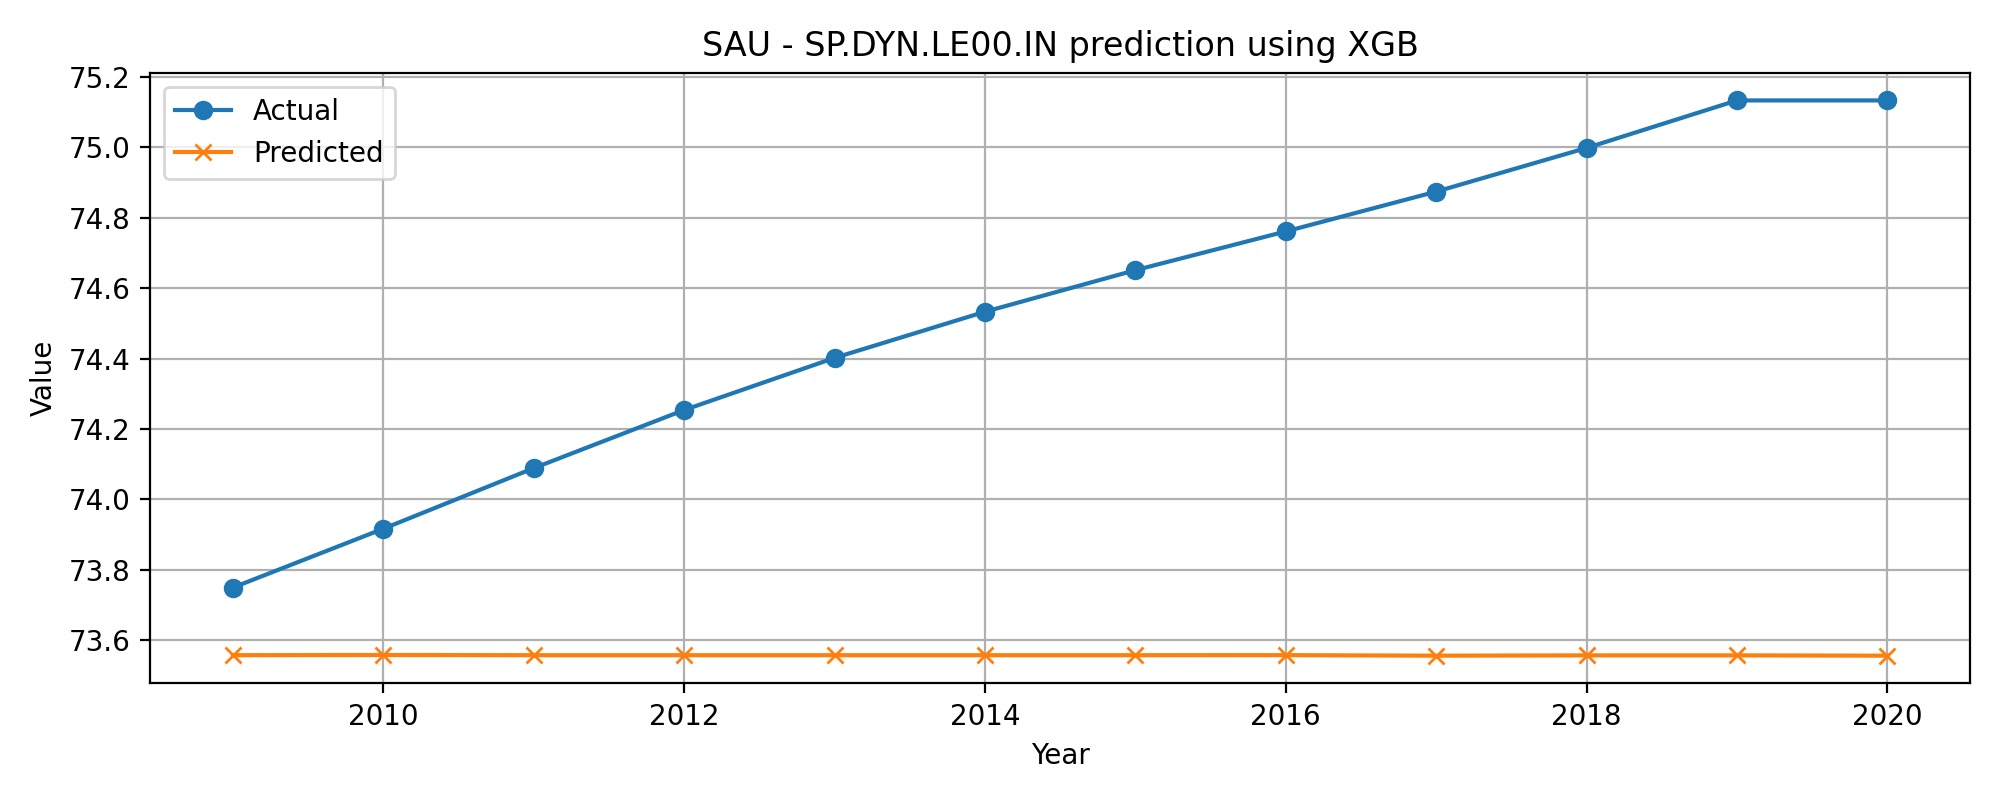 SAU - SP.DYN.LE00.IN prediction using XGB
Actual
Predicted
Value
75.2
75.0
74.8
74.6
74.4
74.2
74.0
73.8
73.6
2010 2012 2014 2016 2018 2020
Year